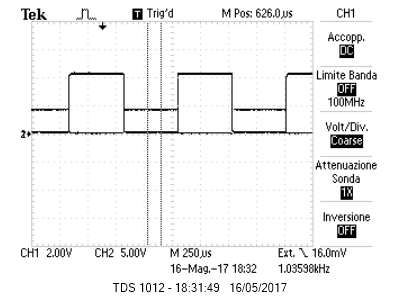 Tek T Trig'd M Pos: 626.0µs CH1
Accopp.
DC
Limite Banda
OFF
100MHz
Volt/Div.
Coarse
Attenuazione
Sonda
1X
Inversione
OFF
2
CH1 2.00V CH2 5.00V M 250µs Ext. 16.0mV
16-Mag.-17 18:32 1.03598kHz
TDS 1012 - 18:31:49 16/05/2017